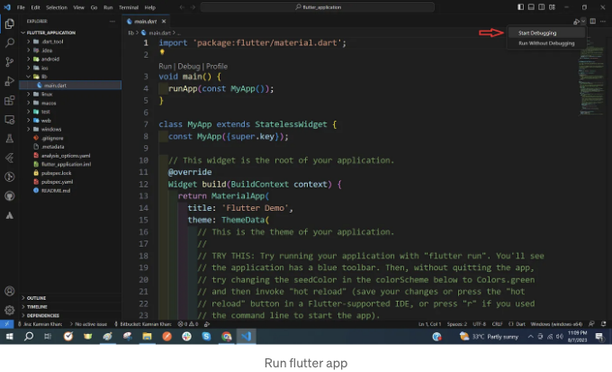 File Edit Selection View Go Run Terminal Help
flutter_application
EXPLORER
FLUTTER_APPLICATION
.dart_tool
.idea
android
ios
lib
main.dart
linux
macos
test
web
windows
.gitignore
.metadata
analysis_options.yaml
flutter_application.iml
pubspec.lock
pubspec.yaml
README.md
OUTLINE
TIMELINE
DEPENDENCIES
main.dart
lib > main.dart > ...
Start Debugging
Run Without Debugging
1 import 'package:flutter/material.dart';
2
Run | Debug | Profile
3 void main() {
4 runApp(const MyApp());
5 }
6
7 class MyApp extends StatelessWidget {
8 const MyApp({super.key});
9
10 // This widget is the root of your application.
11 @override
12 Widget build(BuildContext context) {
13 return MaterialApp(
14 title: 'Flutter Demo',
15 theme: ThemeData(
16 // This is the theme of your application.
17 //
18 // TRY THIS: Try running your application with "flutter run". You'll see
19 // the application has a blue toolbar. Then, without quitting the app,
20 // try changing the seedColor in the colorScheme below to Colors.green
21 // and then invoke "hot reload" (save your changes or press the "hot
22 // reload" button in a Flutter-supported IDE, or press "r" if you used
23 // the command line to start the app).
Jira: Kamran Khan: No active issue Bitbucket: Kamran Khan: 0 0
Ln 1, Col 1 Spaces: 2 UTF-8 CRLF Dart Windows (windows-x64)
33°C Partly sunny
11:09 PM
8/7/2023
Run flutter app